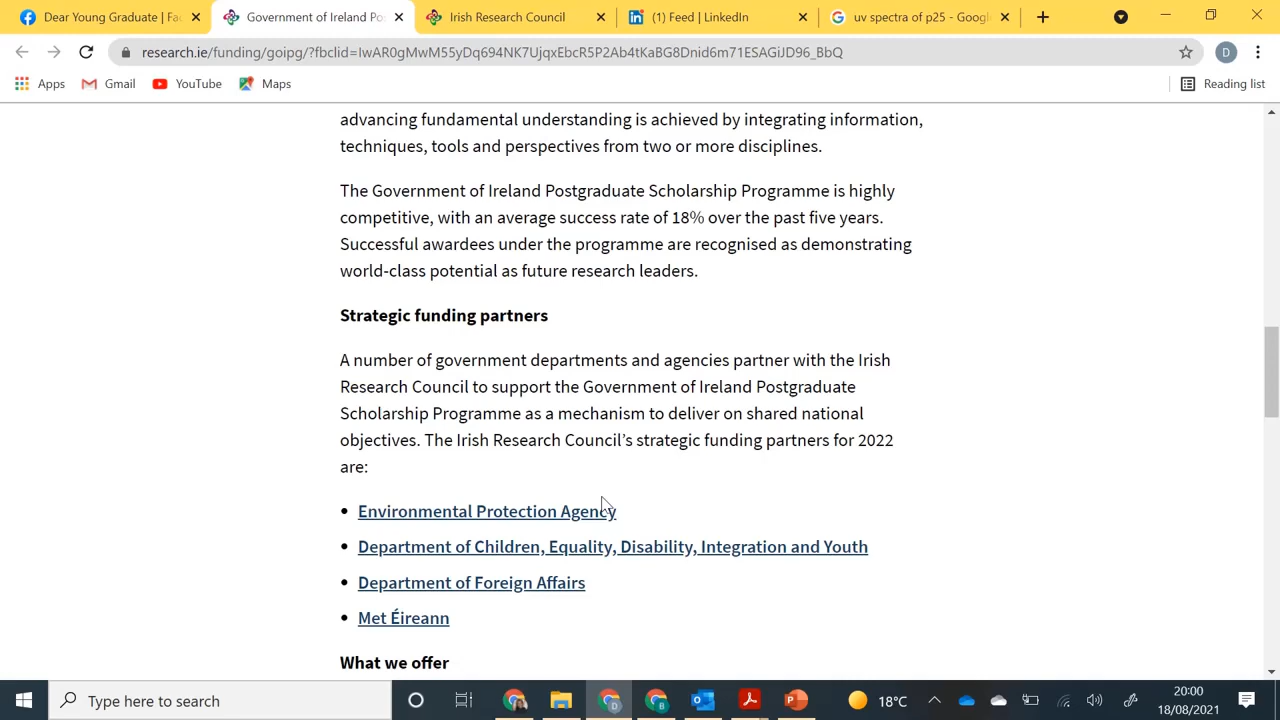 Dear Young Graduate | Fac
Government of Ireland Po
Irish Research Council
(1) Feed | LinkedIn
uv spectra of p25 - Google
research.ie/funding/goipg/?fbclid=IwAR0gMwM55yDq694NK7UjqxEbcR5P2Ab4tKaBG8Dnid6m71ESAGiJD96_BbQ
D
Apps
Gmail
YouTube
Maps
Reading list
advancing fundamental understanding is achieved by integrating information,
techniques, tools and perspectives from two or more disciplines.
The Government of Ireland Postgraduate Scholarship Programme is highly
competitive, with an average success rate of 18% over the past five years.
Successful awardees under the programme are recognised as demonstrating
world-class potential as future research leaders.
Strategic funding partners
A number of government departments and agencies partner with the Irish
Research Council to support the Government of Ireland Postgraduate
Scholarship Programme as a mechanism to deliver on shared national
objectives. The Irish Research Council’s strategic funding partners for 2022
are:
• Environmental Protection Agency
• Department of Children, Equality, Disability, Integration and Youth
• Department of Foreign Affairs
• Met Éireann
What we offer
Type here to search
18°C
20:00
18/08/2021